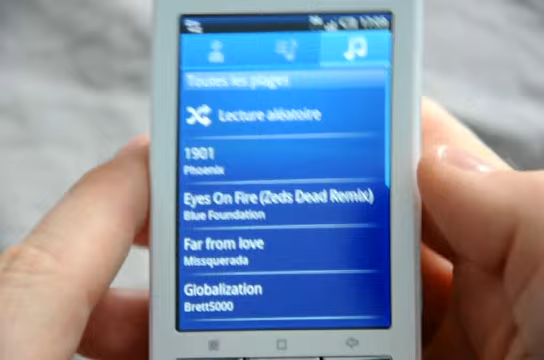 Toutes les plages
Lecture aléatoire
1901
Phoenix
Eyes On Fire (Zeds Dead Remix)
Blue Foundation
Far from love
Missquerada
Globalization
Brett5000